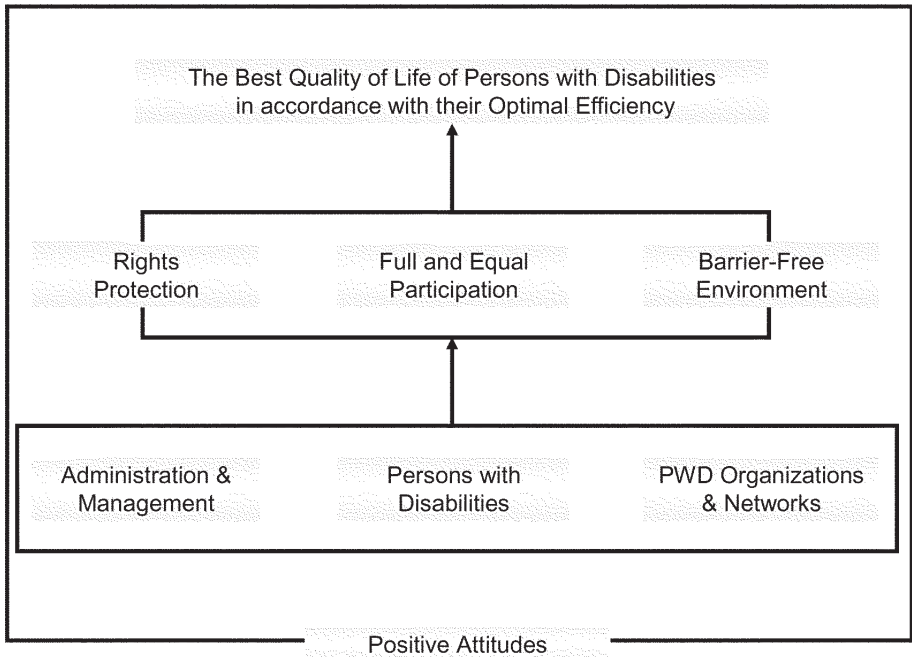 The Best Quality of Life of Persons with Disabilities
in accordance with their Optimal Efficiency
Rights
Protection
Full and Equal
Participation
Barrier-Free
Environment
Administration &
Management
Persons with
Disabilities
PWD Organizations
& Networks
Positive Attitudes